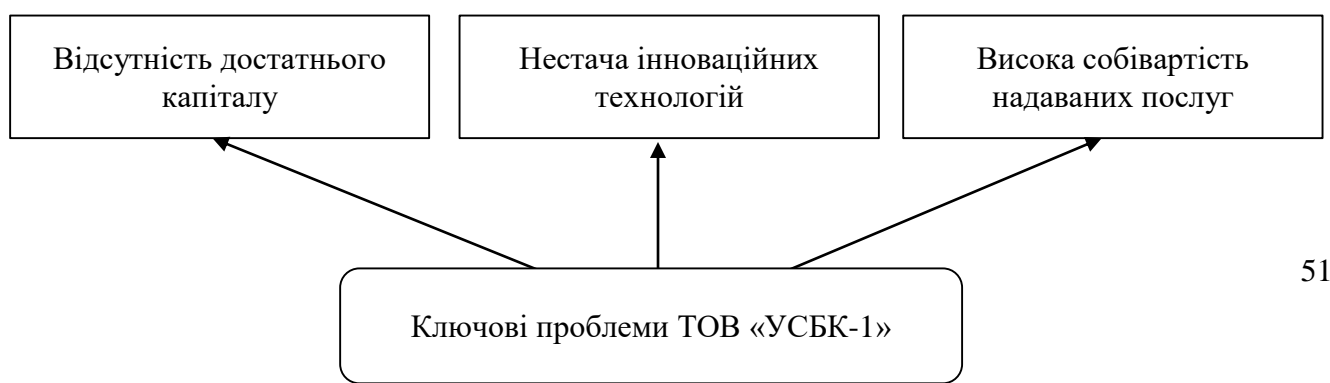 Відсутність достатнього
капіталу
Нестача інноваційних
технологій
Висока собівартість
надаваних послуг
51
Ключові проблеми ТОВ «УСБК-1»